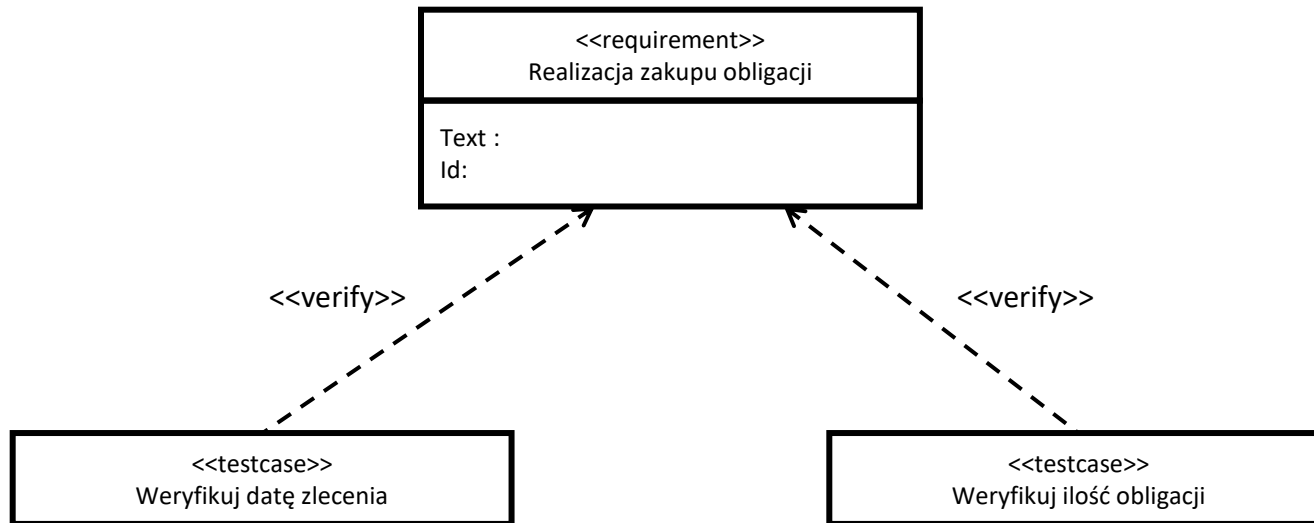 <<requirement>>
Realizacja zakupu obligacji
Text :
Id:
<<verify>>
<<verify>>
<<testcase>>
Weryfikuj datę zlecenia
<<testcase>>
Weryfikuj ilość obligacji